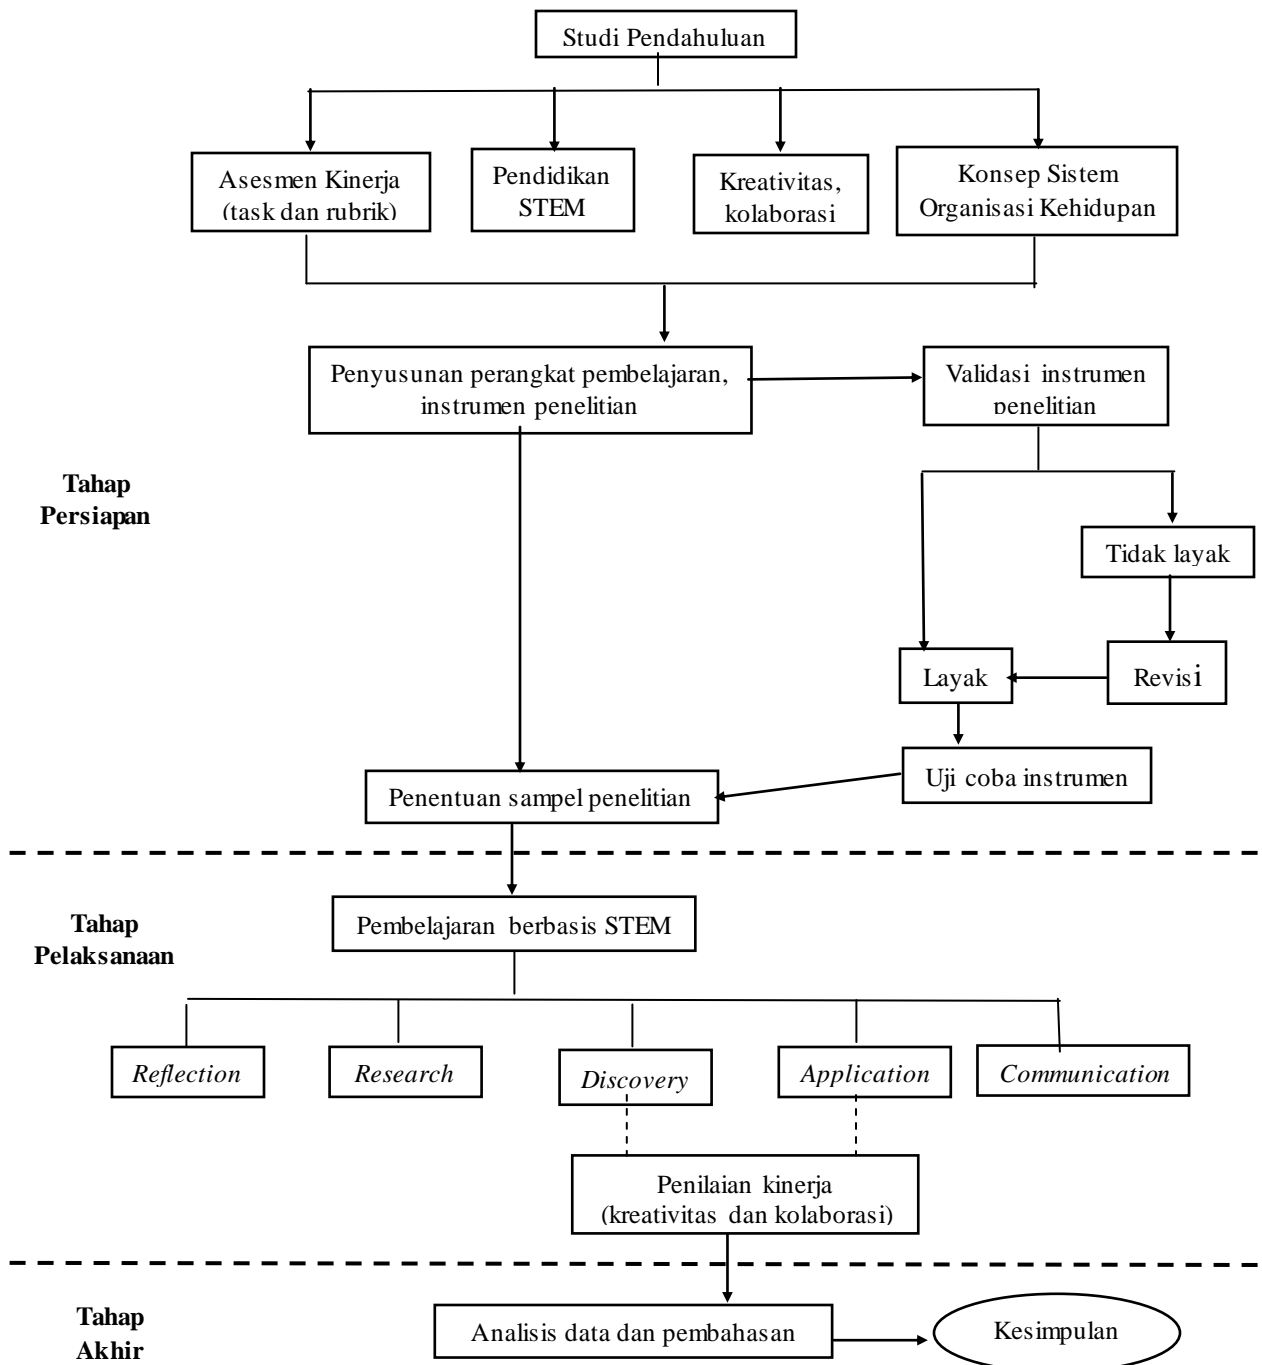 Studi Pendahuluan
Asesmen Kinerja
(task dan rubrik)
Pendidikan
STEM
Kreativitas,
kolaborasi
Konsep Sistem
Organisasi Kehidupan
Penyusunan perangkat pembelajaran,
instrumen penelitian
Validasi instrumen
penelitian
Tahap
Persiapan
Tidak layak
Layak
Revisi
Uji coba instrumen
Penentuan sampel penelitian
Tahap
Pelaksanaan
Pembelajaran berbasis STEM
Reflection
Research
Discovery
Application
Communication
Penilaian kinerja
(kreativitas dan kolaborasi)
Tahap
Akhir
Analisis data dan pembahasan
Kesimpulan